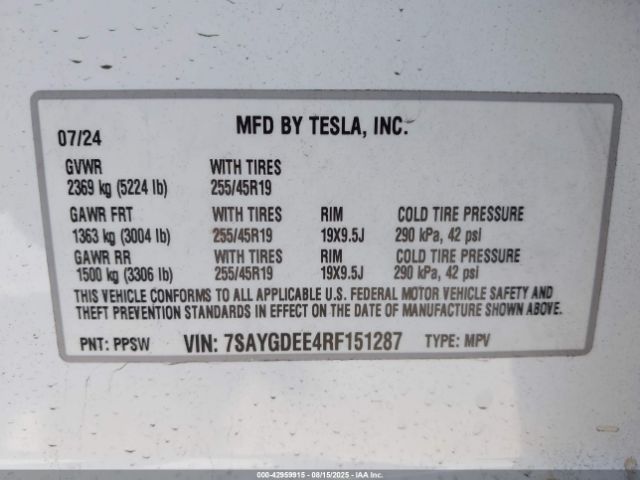 07/24 MFD BY TESLA, INC.
GVWR WITH TIRES
2369 kg (5224 lb) 255/45R19
GAWR FRT WITH TIRES RIM COLD TIRE PRESSURE
1363 kg (3004 lb) 255/45R19 19X9.5J 290 kPa, 42 psi
GAWR RR WITH TIRES RIM COLD TIRE PRESSURE
1500 kg (3306 lb) 255/45R19 19X9.5J 290 kPa, 42 psi
THIS VEHICLE CONFORMS TO ALL APPLICABLE U.S. FEDERAL MOTOR VEHICLE SAFETY AND
THEFT PREVENTION STANDARDS IN EFFECT ON THE DATE OF MANUFACTURE SHOWN ABOVE.
PNT: PPSW VIN: 7SAYGDEE4RF151287 TYPE: MPV
000-42959915 - 08/15/2025 - IAA Inc.